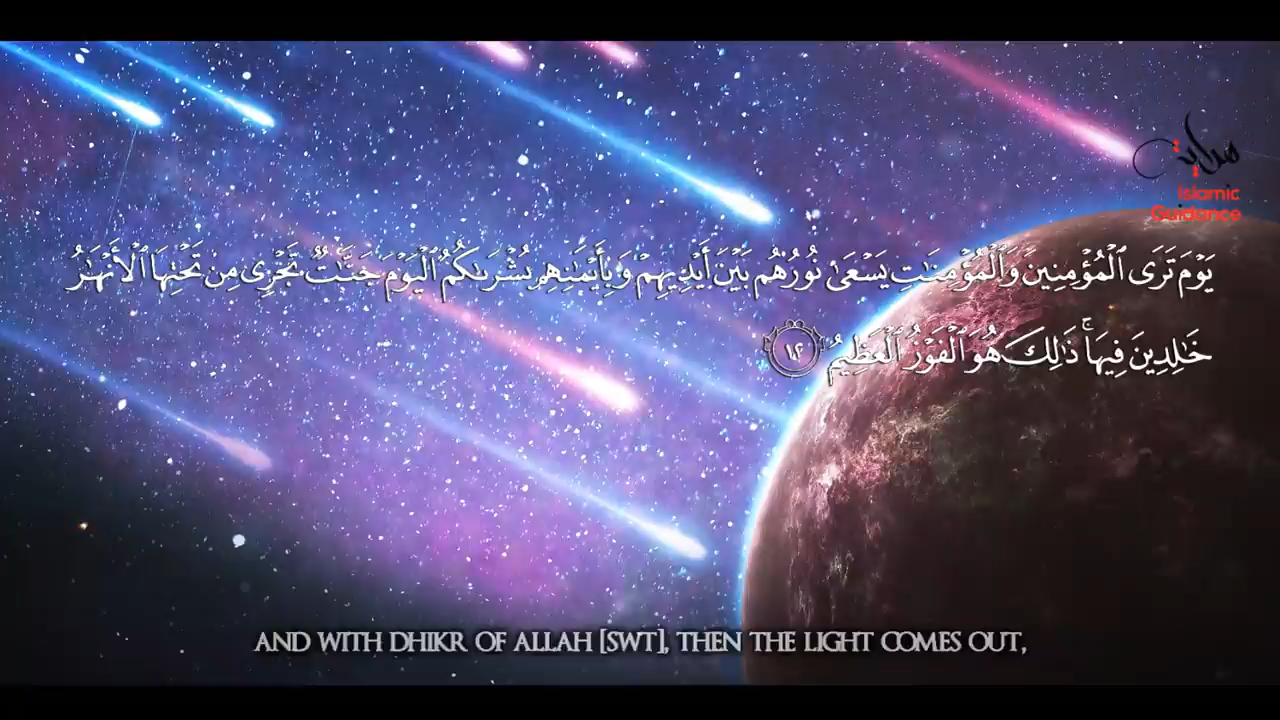 هداية
Islamic
Guidance
يَوْمَ تَرَى ٱلْمُؤْمِنِينَ وَٱلْمُؤْمِنَـٰتِ يَسْعَىٰ نُورُهُم بَيْنَ أَيْدِيهِمْ وَبِأَيْمَـٰنِهِم بُشْرَىٰكُمُ ٱلْيَوْمَ جَنَّـٰتٌ تَجْرِى مِن تَحْتِهَا ٱلْأَنْهَـٰرُ
خَـٰلِدِينَ فِيهَا ۚ ذَٰلِكَ هُوَ ٱلْفَوْزُ ٱلْعَظِيمُ ١٢
AND WITH DHIKR OF ALLAH [SWT], THEN THE LIGHT COMES OUT,